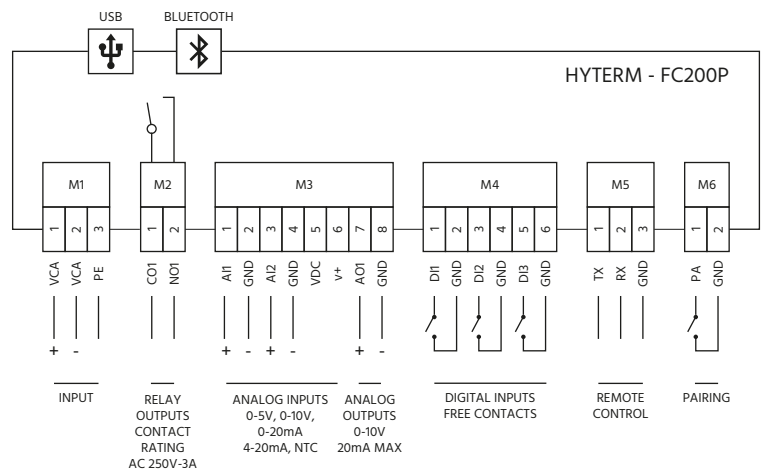 USB BLUETOOTH
HYTERM - FC200P
M1 M2 M3 M4 M5 M6
1 2 3 1 2 1 2 3 4 5 6 7 8 1 2 3 4 5 6 1 2 3 1 2
VCA VCA PE CO1 NO1 AI1 GND AI2 GND VDC V+ AO1 GND DI1 GND DI2 GND DI3 GND TX RX GND PA GND
+ - + - + - + -
INPUT
RELAY
OUTPUTS
CONTACT
RATING
AC 250V-3A
ANALOG INPUTS
0-5V, 0-10V,
0-20mA
4-20mA, NTC
ANALOG
OUTPUTS
0-10V
20mA MAX
DIGITAL INPUTS
FREE CONTACTS
REMOTE
CONTROL
PAIRING